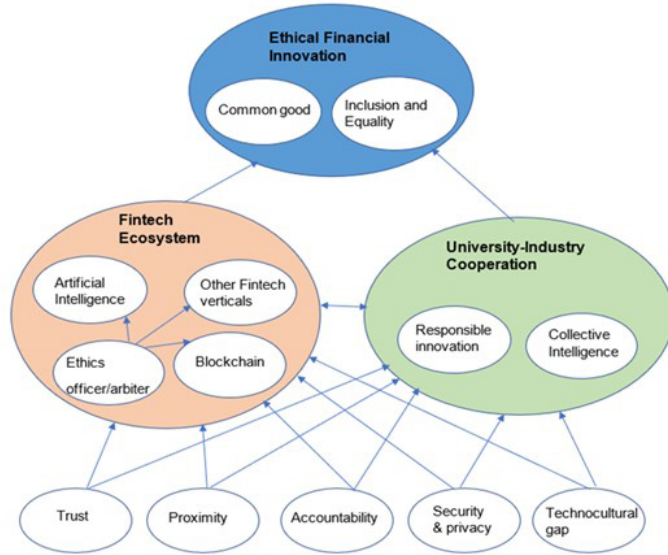 Ethical Financial
Innovation
Common good
Inclusion and
Equality
Fintech
Ecosystem
Artificial
Intelligence
Other Fintech
verticals
Ethics
officer/arbiter
Blockchain
University-Industry
Cooperation
Responsible
innovation
Collective
Intelligence
Trust
Proximity
Accountability
Security
& privacy
Technocultural
gap